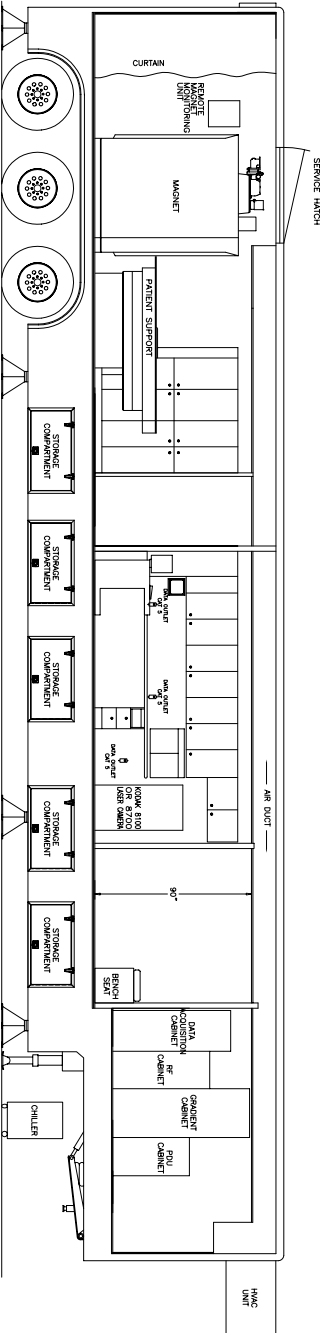 SERVICE HATCH
CURTAIN
REMOTE
MAGNET
MONITORING
UNIT
MAGNET
PATIENT SUPPORT
STORAGE
COMPARTMENT
STORAGE
COMPARTMENT
STORAGE
COMPARTMENT
STORAGE
COMPARTMENT
STORAGE
COMPARTMENT
DATA OUTLET
CAT 5
DATA OUTLET
CAT 5
DATA OUTLET
CAT 5
KODAK 8100
OR 8700
LASER CAMERA
AIR DUCT
90"
BENCH
SEAT
DATA
ACQUISITION
CABINET
RF
CABINET
GRADIENT
CABINET
PDU
CABINET
CHILLER
HVAC
UNIT